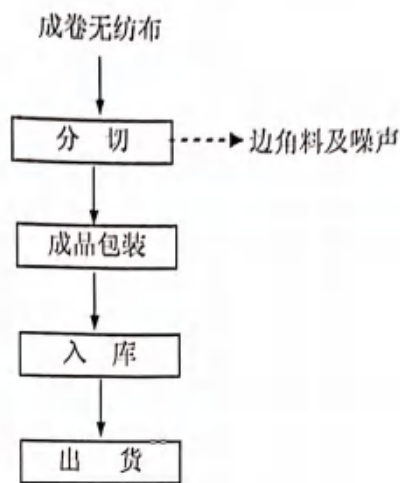 成卷无纺布
分 切
边角料及噪声
成品包装
入 库
出 货